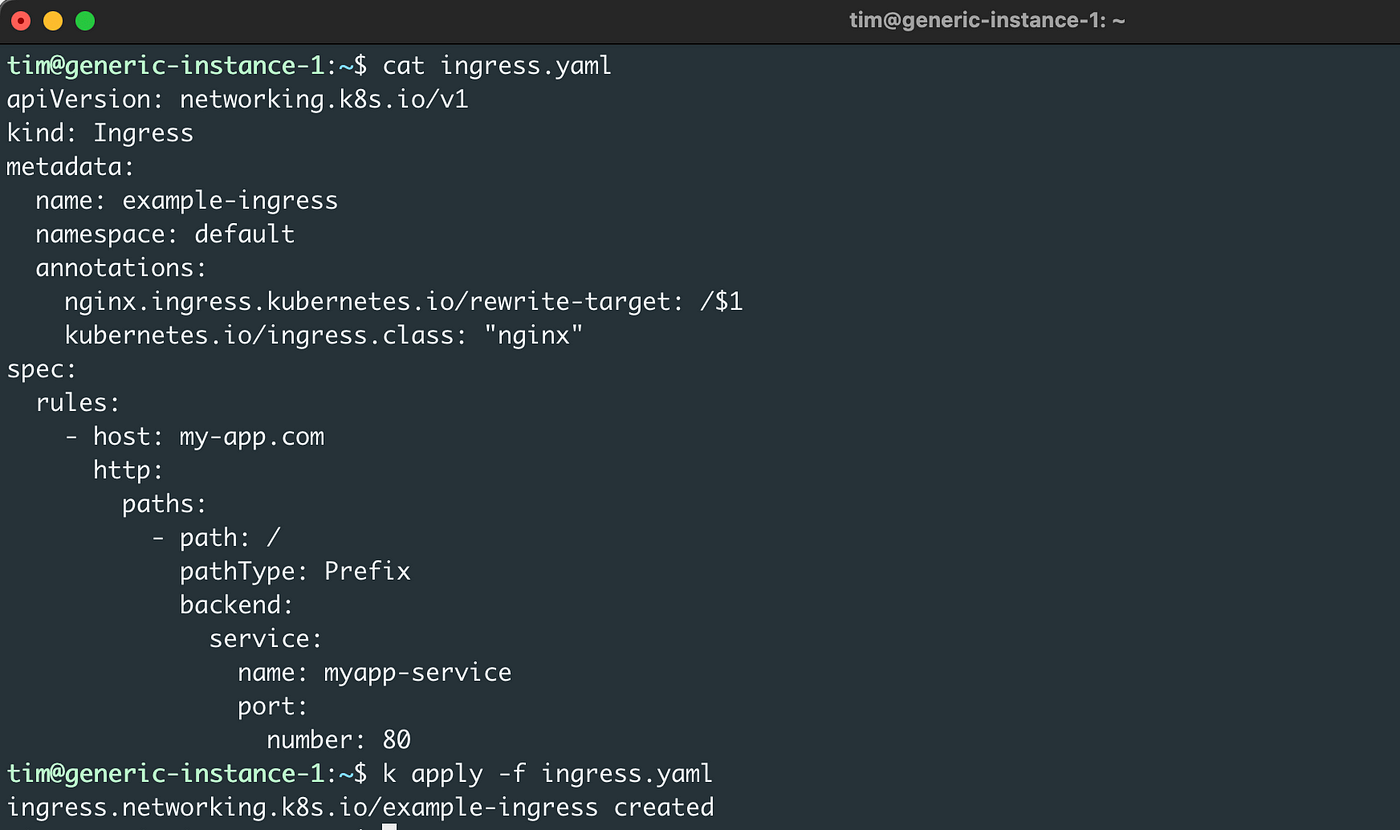 tim@generic-instance-1: ~
tim@generic-instance-1:~$ cat ingress.yaml
apiVersion: networking.k8s.io/v1
kind: Ingress
metadata:
  name: example-ingress
  namespace: default
  annotations:
    nginx.ingress.kubernetes.io/rewrite-target: /$1
    kubernetes.io/ingress.class: "nginx"
spec:
  rules:
    - host: my-app.com
      http:
        paths:
          - path: /
            pathType: Prefix
            backend:
              service:
                name: myapp-service
                port:
                  number: 80
tim@generic-instance-1:~$ k apply -f ingress.yaml
ingress.networking.k8s.io/example-ingress created